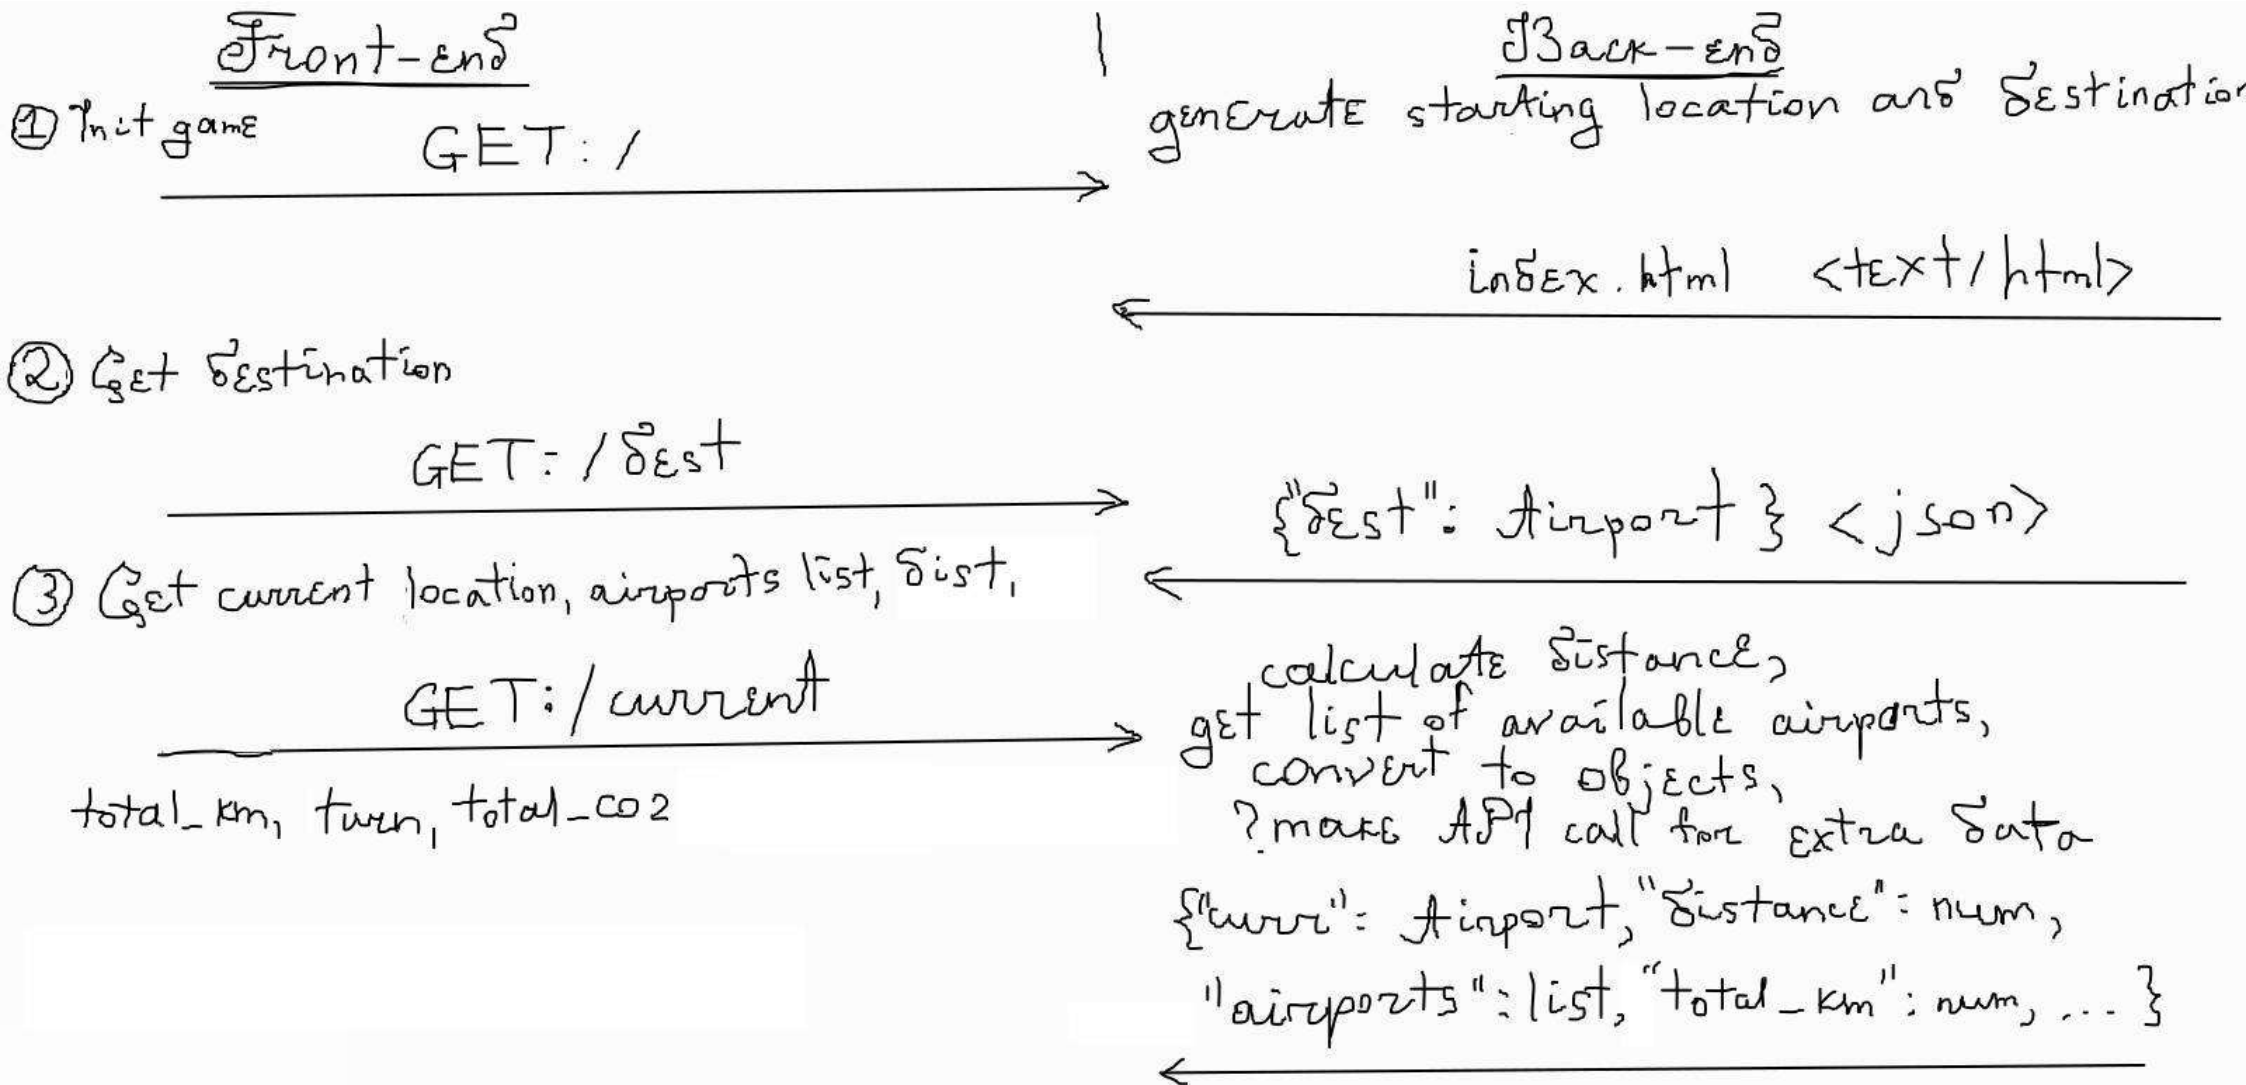 Front-end
|
Back-end
① Init game
GET: /
generate starting location and destination
index.html <text/html>
② Get destination
GET: /dest
{"dest": Airport} <json>
③ Get current location, airports list, dist,
GET: /current
total_km, turn, total_co2
calculate distance,
get list of available airports,
convert to objects,
? make API call for extra data
{"curr": Airport, "distance": num,
"airports": list, "total_km": num, ... }